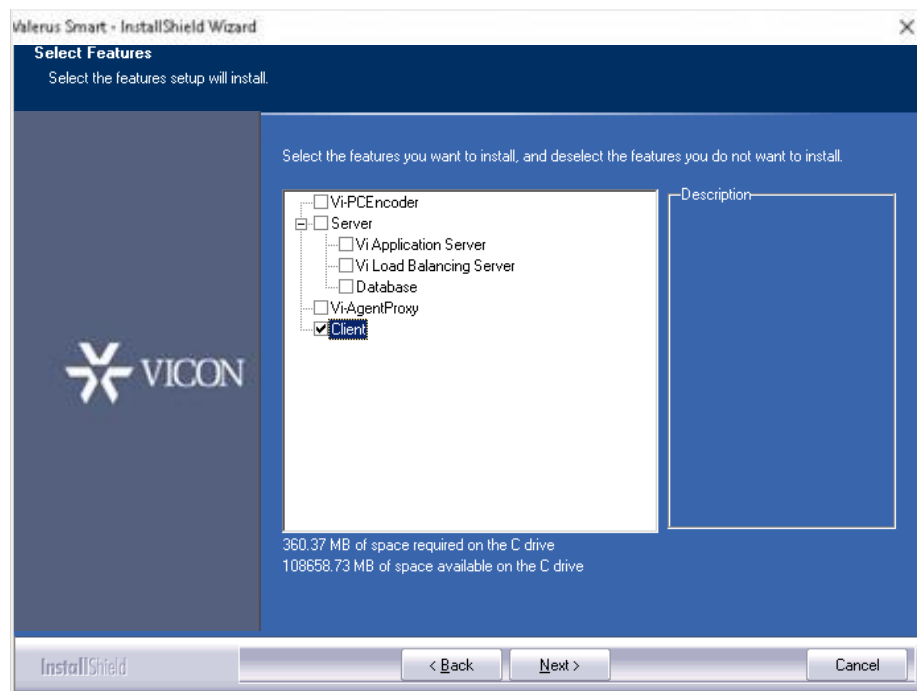 Valerus Smart - InstallShield Wizard
Select Features
Select the features setup will install.
Select the features you want to install, and deselect the features you do not want to install.
Vi-PCEncoder
Server
Vi Application Server
Vi Load Balancing Server
Database
Vi-AgentProxy
Client
Description
VICON
360.37 MB of space required on the C drive
108658.73 MB of space available on the C drive
InstallShield
< Back
Next >
Cancel